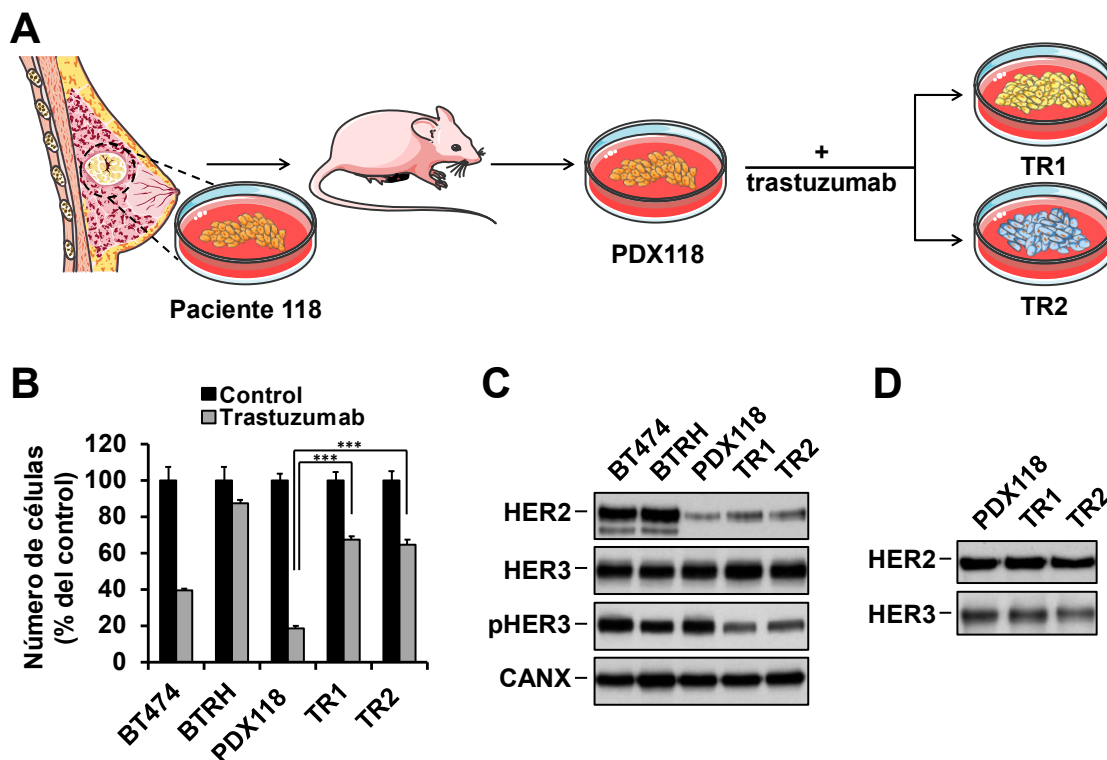 A
Paciente 118
PDX118
+
trastuzumab
TR1
TR2
B
Control
Trastuzumab
Número de células
(% del control)
120
100
80
60
40
20
0
***
***
BT474
BTRH
PDX118
TR1
TR2
C
BT474
BTRH
PDX118
TR1
TR2
HER2
HER3
pHER3
CANX
D
PDX118
TR1
TR2
HER2
HER3